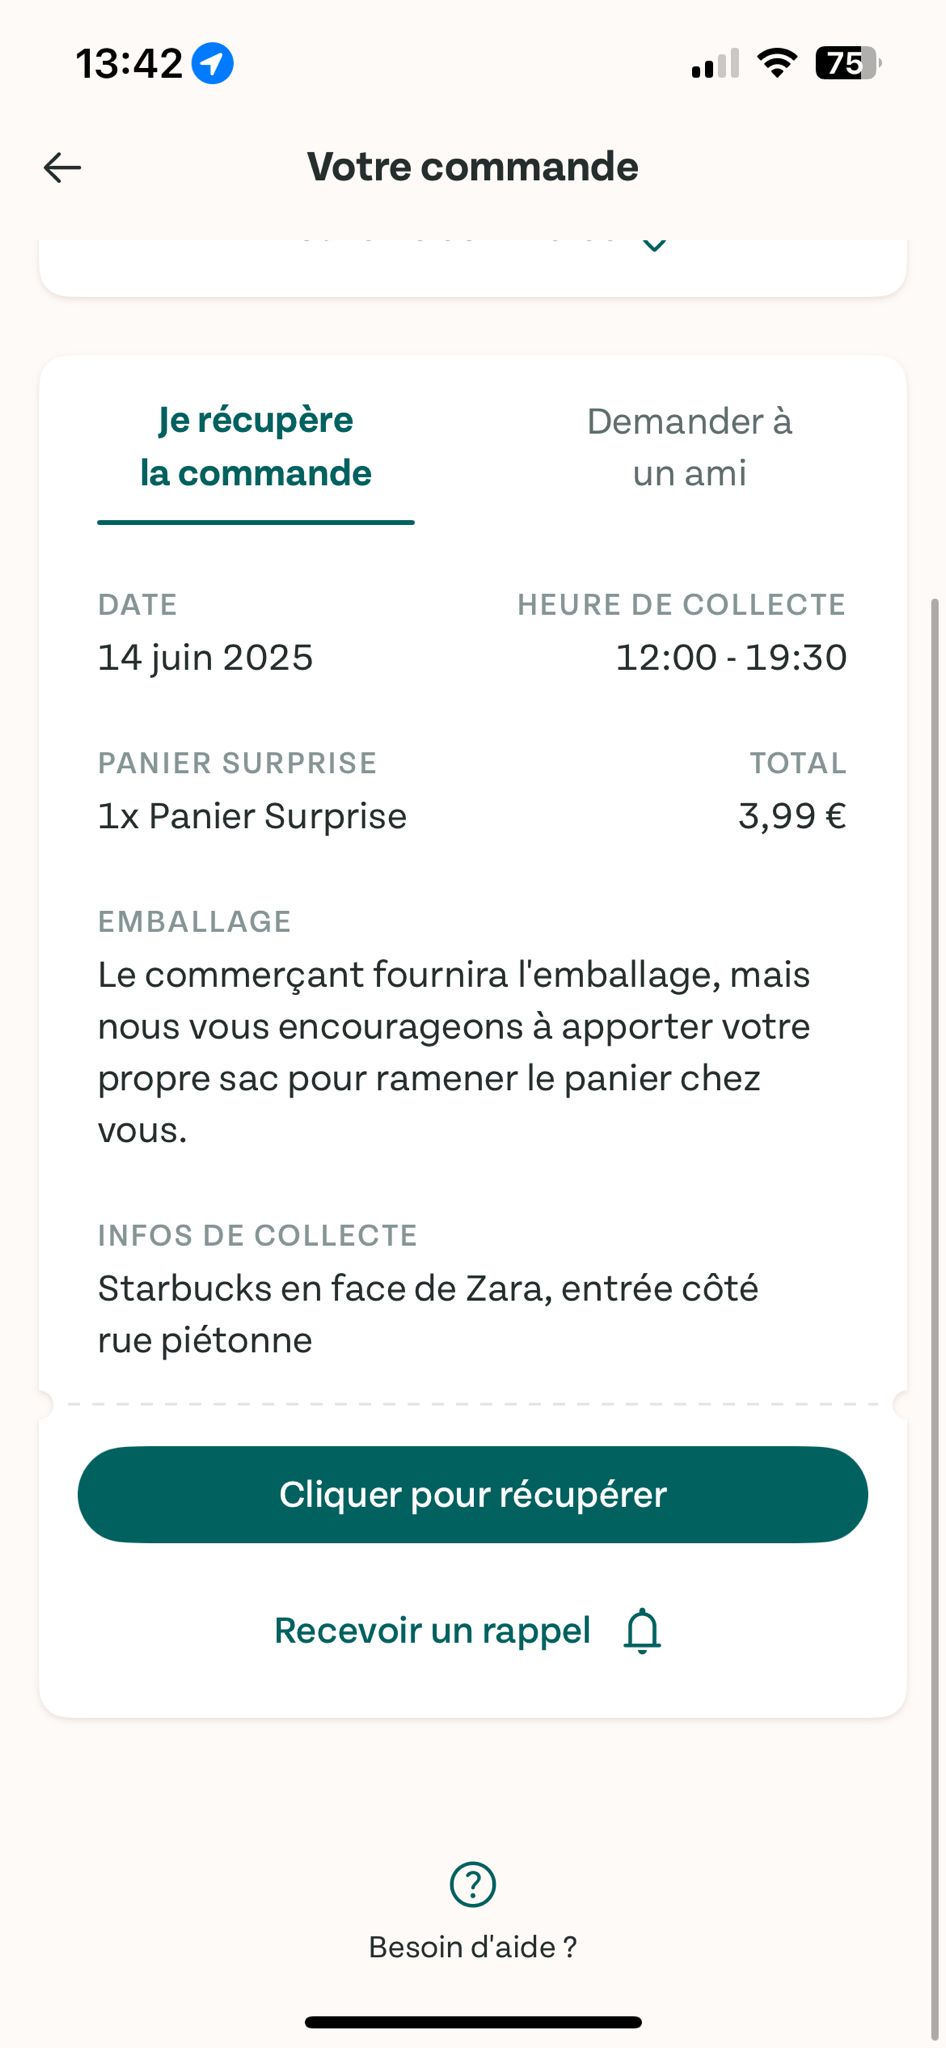 13:42
75
Votre commande
Je récupère
la commande
Demander à
un ami
DATE
HEURE DE COLLECTE
14 juin 2025
12:00 - 19:30
PANIER SURPRISE
TOTAL
1x Panier Surprise
3,99 €
EMBALLAGE
Le commerçant fournira l'emballage, mais
nous vous encourageons à apporter votre
propre sac pour ramener le panier chez
vous.
INFOS DE COLLECTE
Starbucks en face de Zara, entrée côté
rue piétonne
Cliquer pour récupérer
Recevoir un rappel
?
Besoin d'aide ?